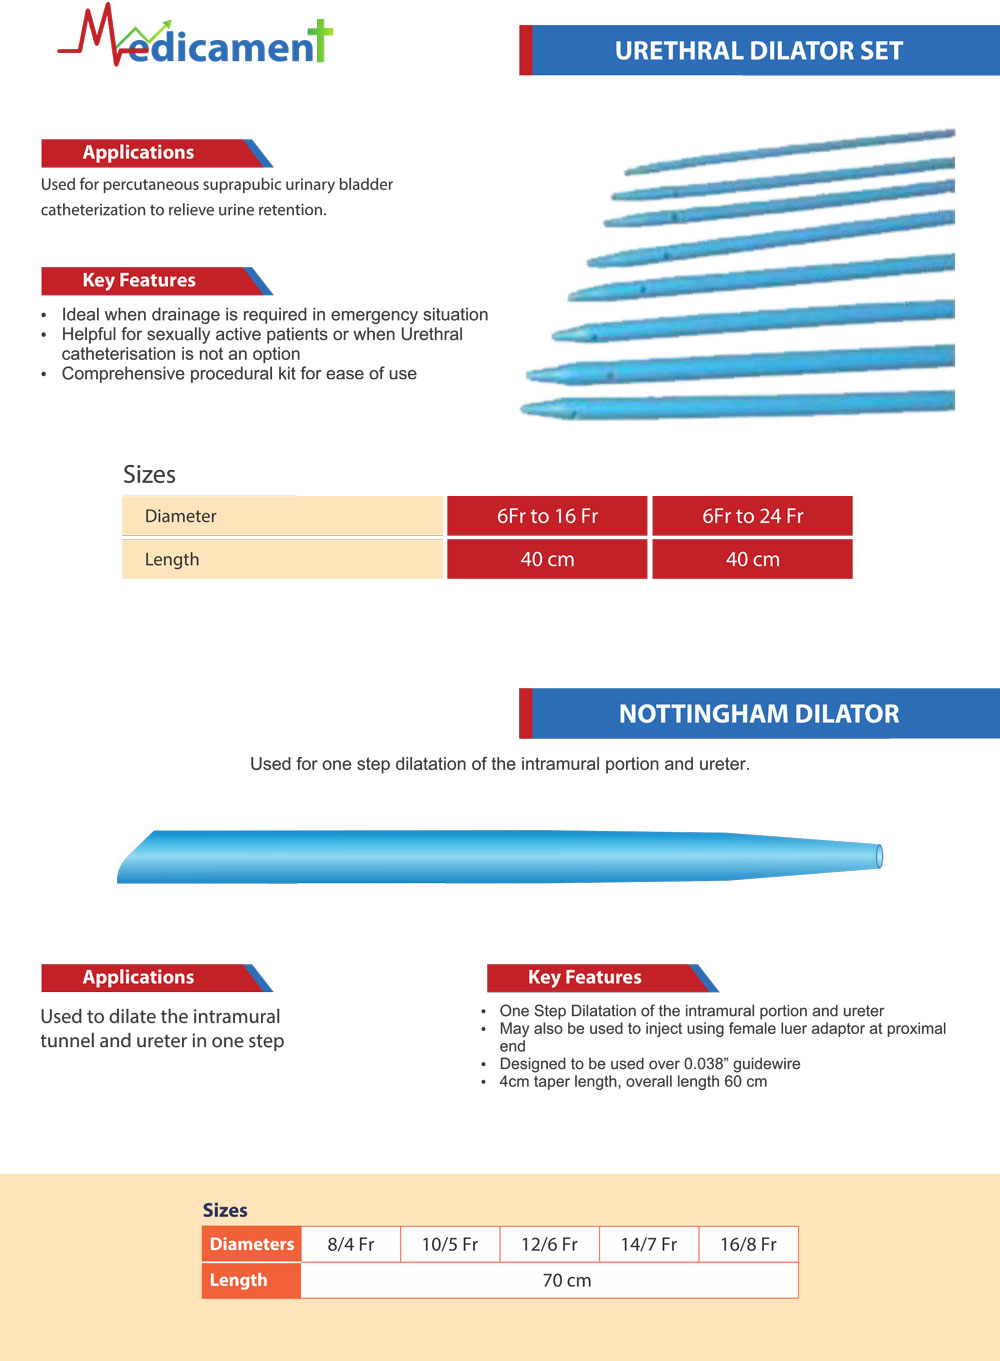 Medicament
URETHRAL DILATOR SET
Applications
Used for percutaneous suprapubic urinary bladder
catheterization to relieve urine retention.
Key Features
• Ideal when drainage is required in emergency situation
• Helpful for sexually active patients or when Urethral
catheterisation is not an option
• Comprehensive procedural kit for ease of use
Sizes
Diameter 6Fr to 16 Fr 6Fr to 24 Fr
Length 40 cm 40 cm
NOTTINGHAM DILATOR
Used for one step dilatation of the intramural portion and ureter.
Applications
Used to dilate the intramural
tunnel and ureter in one step
Key Features
• One Step Dilatation of the intramural portion and ureter
• May also be used to inject using female luer adaptor at proximal
end
• Designed to be used over 0.038” guidewire
• 4cm taper length, overall length 60 cm
Sizes
Diameters 8/4 Fr 10/5 Fr 12/6 Fr 14/7 Fr 16/8 Fr
Length 70 cm